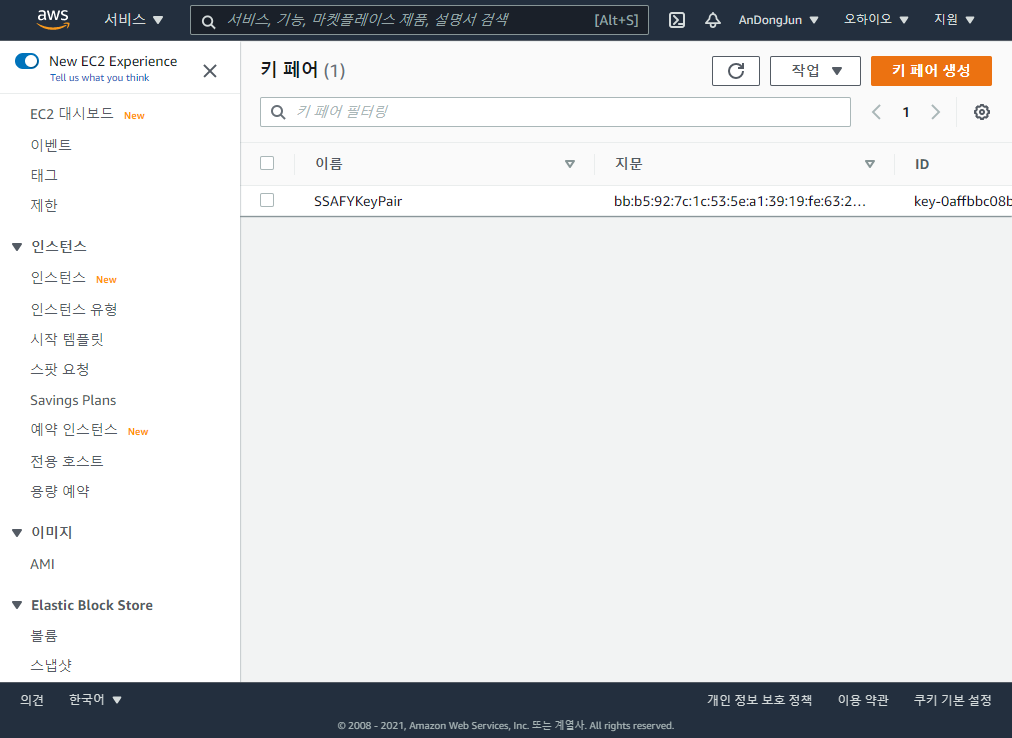 aws 서비스 서비스, 기능, 마켓플레이스 제품, 설명서 검색 [Alt+S] AnDongJun 오하이오 지원
New EC2 Experience
Tell us what you think
EC2 대시보드 New
이벤트
태그
제한
인스턴스
인스턴스 New
인스턴스 유형
시작 템플릿
스팟 요청
Savings Plans
예약 인스턴스 New
전용 호스트
용량 예약
이미지
AMI
Elastic Block Store
볼륨
스냅샷
키 페어 (1) 작업 키 페어 생성
키 페어 필터링 1
이름 지문 ID
SSAFYKeyPair bb:b5:92:7c:1c:53:5e:a1:39:19:fe:63:2... key-0affbbc08b
의견 한국어 개인 정보 보호 정책 이용 약관 쿠키 기본 설정
© 2008 - 2021, Amazon Web Services, Inc. 또는 계열사. All rights reserved.